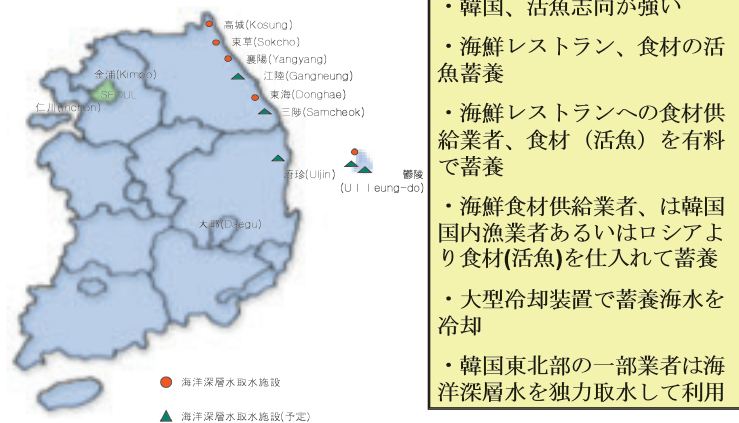 高城(Kosung)
束草(Sokcho)
襄陽(Yangyang)
金浦(Kimpo)
江陸(Gangneung)
SEOUL
東海(Donghae)
仁川(Incheon)
三陟(Samcheok)
(Uljin)
鬱陵
(Ulleung-do)
大邱(Daegu)
海洋深層水取水施設
海洋深層水取水施設(予定)
・韓国、活魚志向が強い
・海鮮レストラン、食材の活
魚蓄養
・海鮮レストランへの食材供
給業者、食材（活魚）を有料
で蓄養
・海鮮食材供給業者、は韓国
国内漁業者あるいはロシアよ
り食材(活魚)を仕入れて蓄養
・大型冷却装置で蓄養海水を
冷却
・韓国東北部の一部業者は海
洋深層水を独力取水して利用